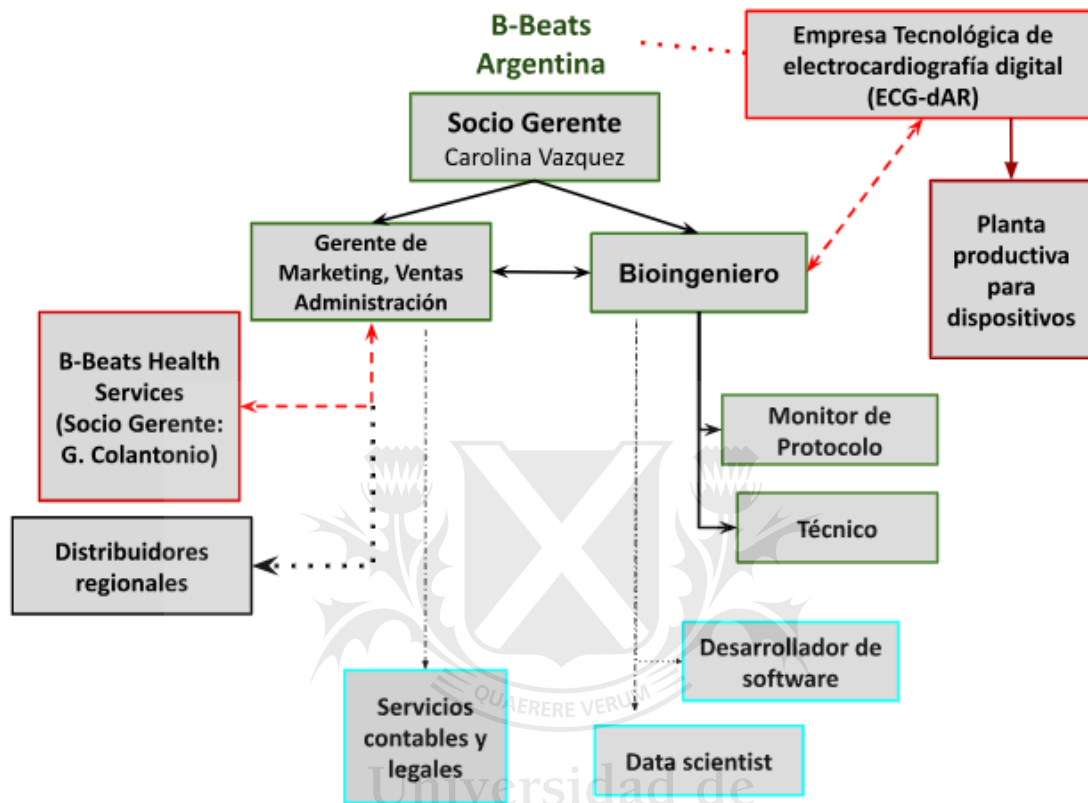 B-Beats
Argentina
Empresa Tecnológica de
electrocardiografía digital
(ECG-dAR)
Socio Gerente
Carolina Vazquez
Gerente de
Marketing, Ventas
Administración
Bioingeniero
Planta
productiva
para
dispositivos
B-Beats Health
Services
(Socio Gerente:
G. Colantonio)
Monitor de
Protocolo
Distribuidores
regionales
Técnico
Desarrollador de
software
Servicios
contables y
legales
Data scientist
QUAERERE VERUM
Universidad de